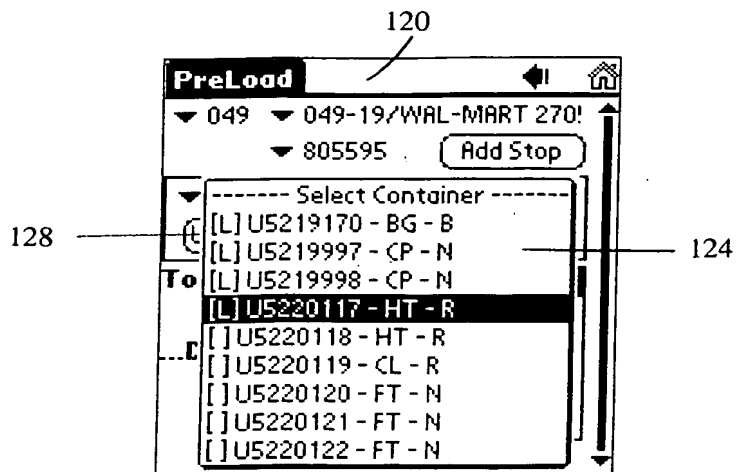 120
PreLoad
049 049-19/WAL-MART 270!
805595 Add Stop
------- Select Container -------
[L] U5219170 - BG - B
128
[L] U5219997 - CP - N
124
To
[L] U5219998 - CP - N
[L] U5220117 - HT - R
[ ] U5220118 - HT - R
[ ] U5220119 - CL - R
[ ] U5220120 - FT - N
[ ] U5220121 - FT - N
[ ] U5220122 - FT - N